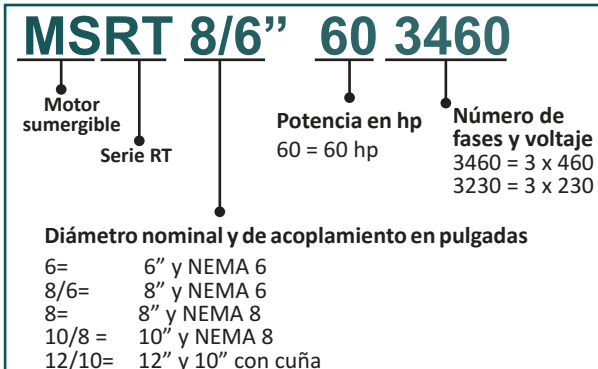 MSRT 8/6” 60 3460
Motor
sumergible
Serie RT
Potencia en hp
60 = 60 hp
Número de
fases y voltaje
3460 = 3 x 460
3230 = 3 x 230
Diámetro nominal y de acoplamiento en pulgadas
6= 6” y NEMA 6
8/6= 8” y NEMA 6
8= 8” y NEMA 8
10/8 = 10” y NEMA 8
12/10= 12” y 10” con cuña